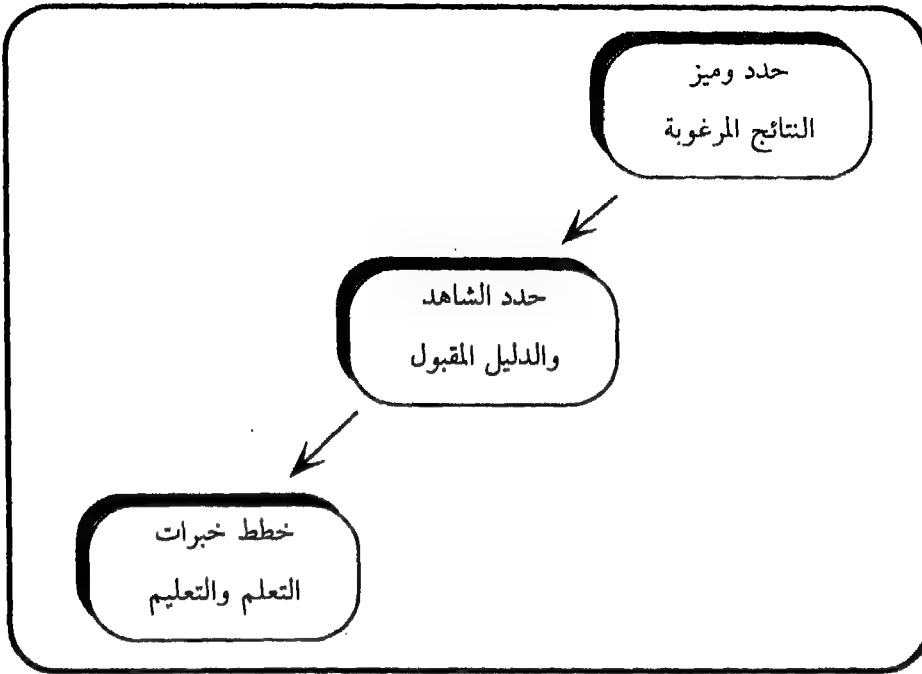 حدد وميز
النتائج المرغوبة
حدد الشاهد
والدليل المقبول
خطط خبرات
التعلم والتعليم